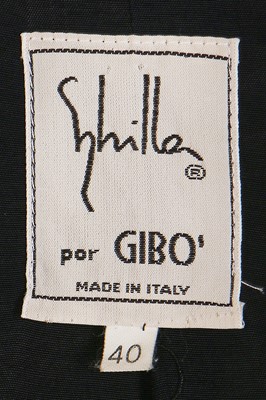 Sybilla
®
por GIBO'
MADE IN ITALY
40